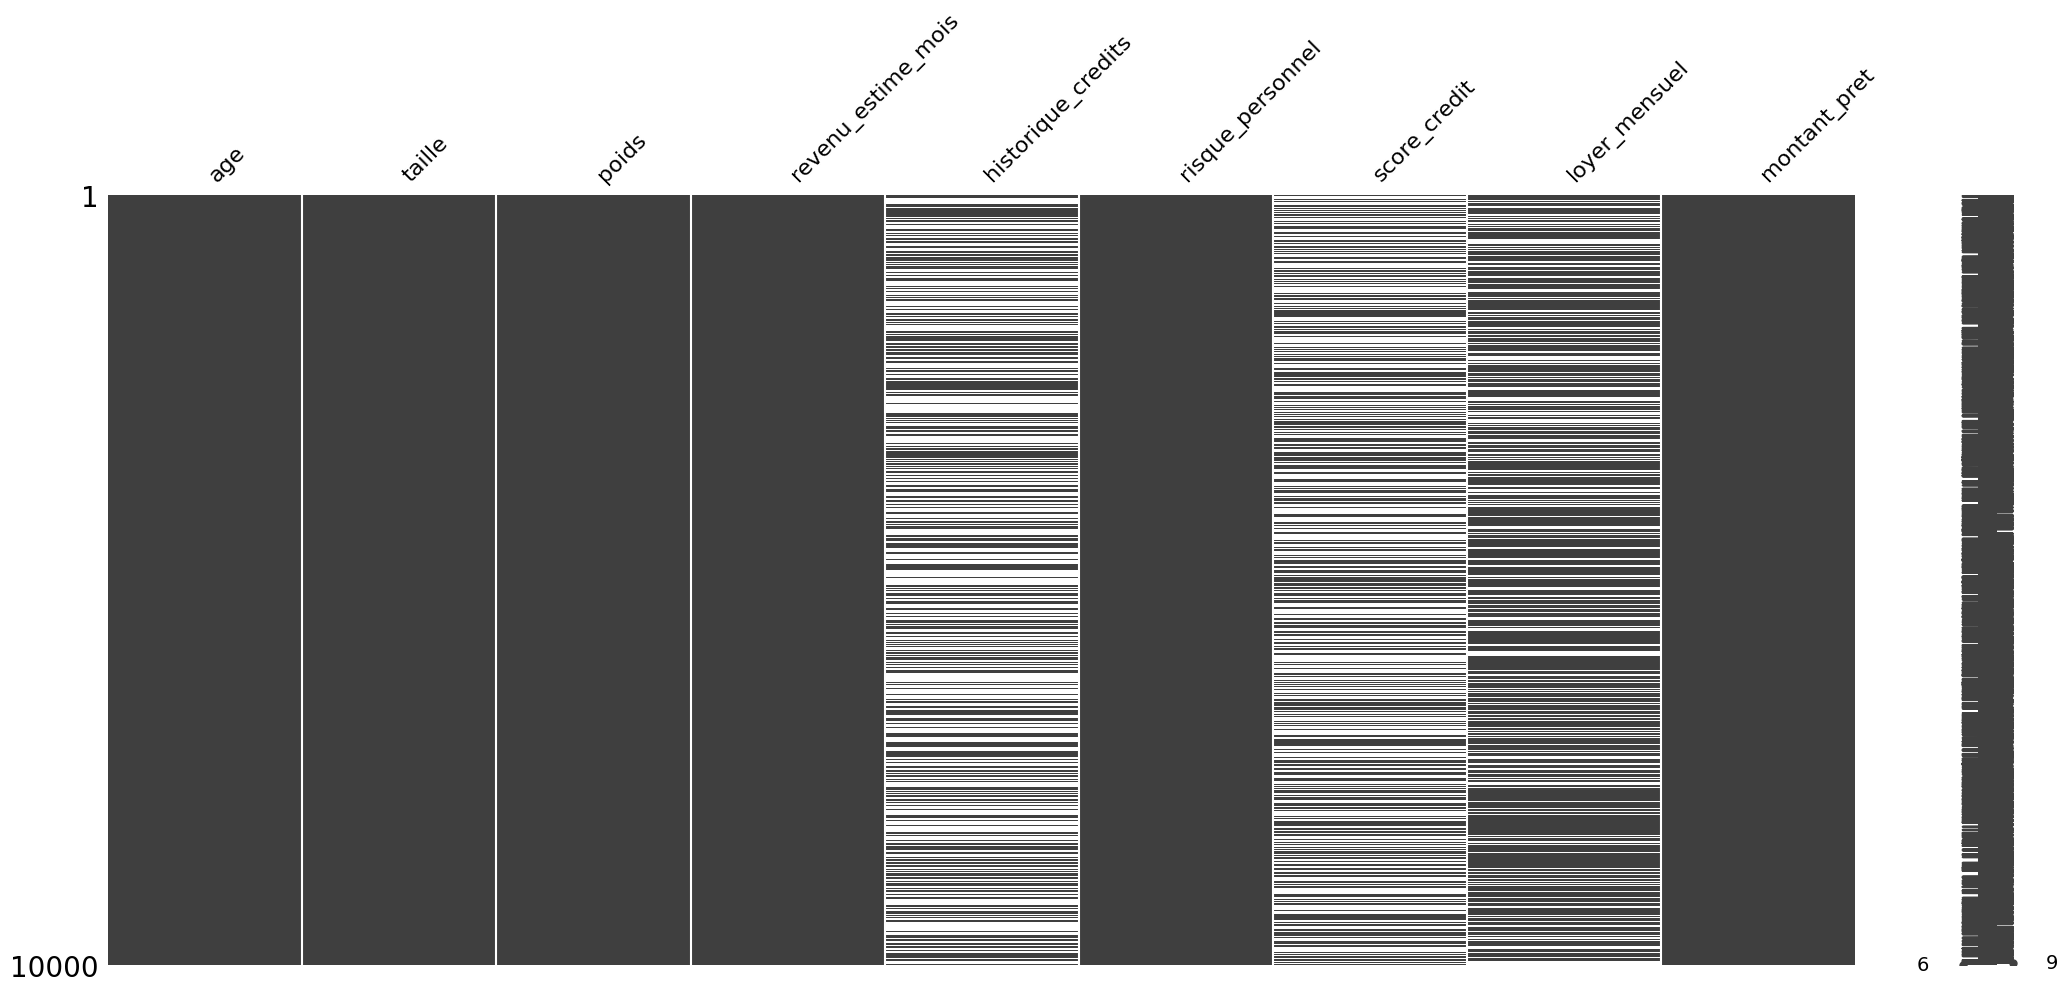 age
taille
poids
revenu_estime_mois
historique_credits
risque_personnel
score_credit
loyer_mensuel
montant_pret
1
10000
6
9